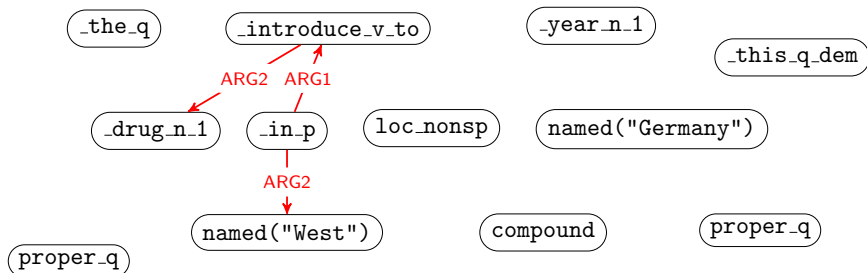 _the_q
_introduce_v_to
_year_n_1
_this_q_dem
ARG2
ARG1
_drug_n_1
_in_p
loc_nonsp
named("Germany")
ARG2
named("West")
compound
proper_q
proper_q